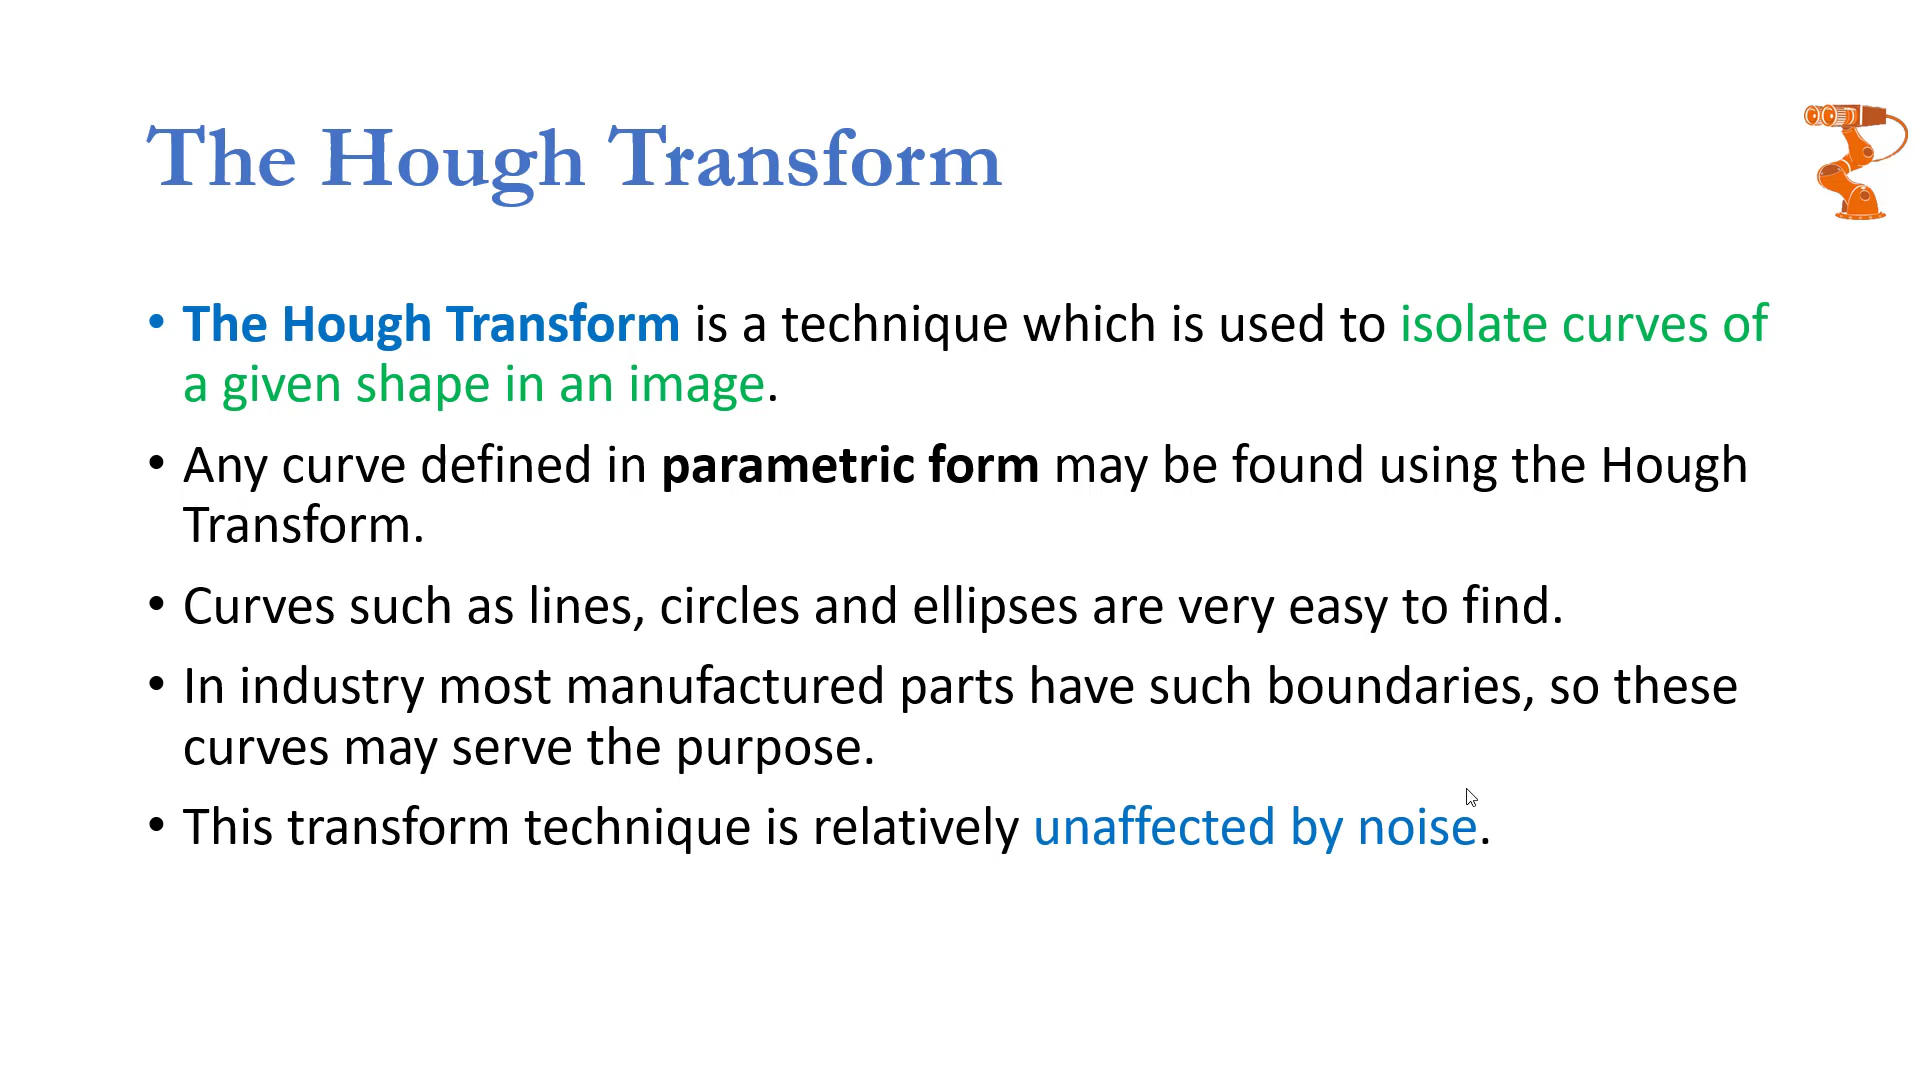 The Hough Transform
• The Hough Transform is a technique which is used to isolate curves of
a given shape in an image.
• Any curve defined in parametric form may be found using the Hough
Transform.
• Curves such as lines, circles and ellipses are very easy to find.
• In industry most manufactured parts have such boundaries, so these
curves may serve the purpose.
• This transform technique is relatively unaffected by noise.